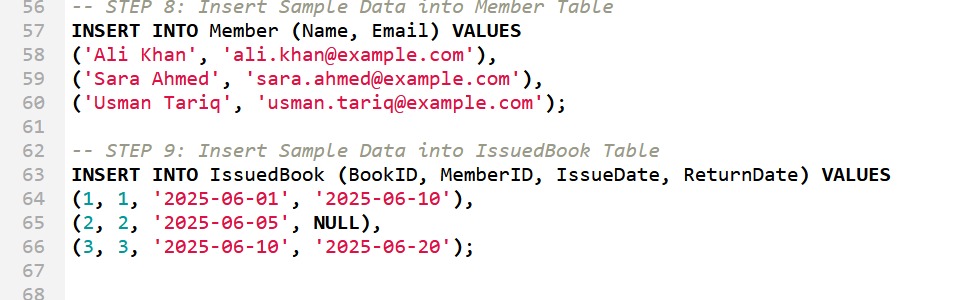 56 -- STEP 8: Insert Sample Data into Member Table
57 INSERT INTO Member (Name, Email) VALUES
58 ('Ali Khan', 'ali.khan@example.com'),
59 ('Sara Ahmed', 'sara.ahmed@example.com'),
60 ('Usman Tariq', 'usman.tariq@example.com');
61
62 -- STEP 9: Insert Sample Data into IssuedBook Table
63 INSERT INTO IssuedBook (BookID, MemberID, IssueDate, ReturnDate) VALUES
64 (1, 1, '2025-06-01', '2025-06-10'),
65 (2, 2, '2025-06-05', NULL),
66 (3, 3, '2025-06-10', '2025-06-20');
67
68